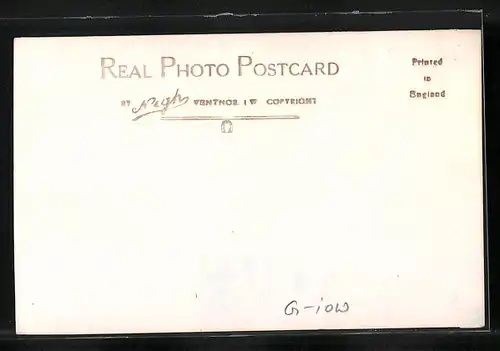 REAL PHOTO POSTCARD
BY Nigh VENTNOR. I W COPYRIGHT
Printed
in
England
G-iow